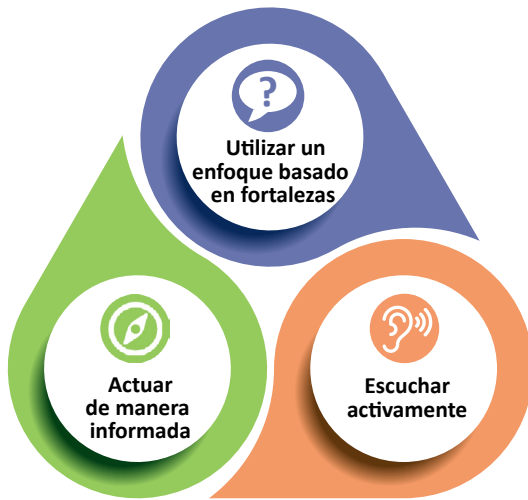 ?
Utilizar un
enfoque basado
en fortalezas
Actuar
de manera
informada
Escuchar
activamente